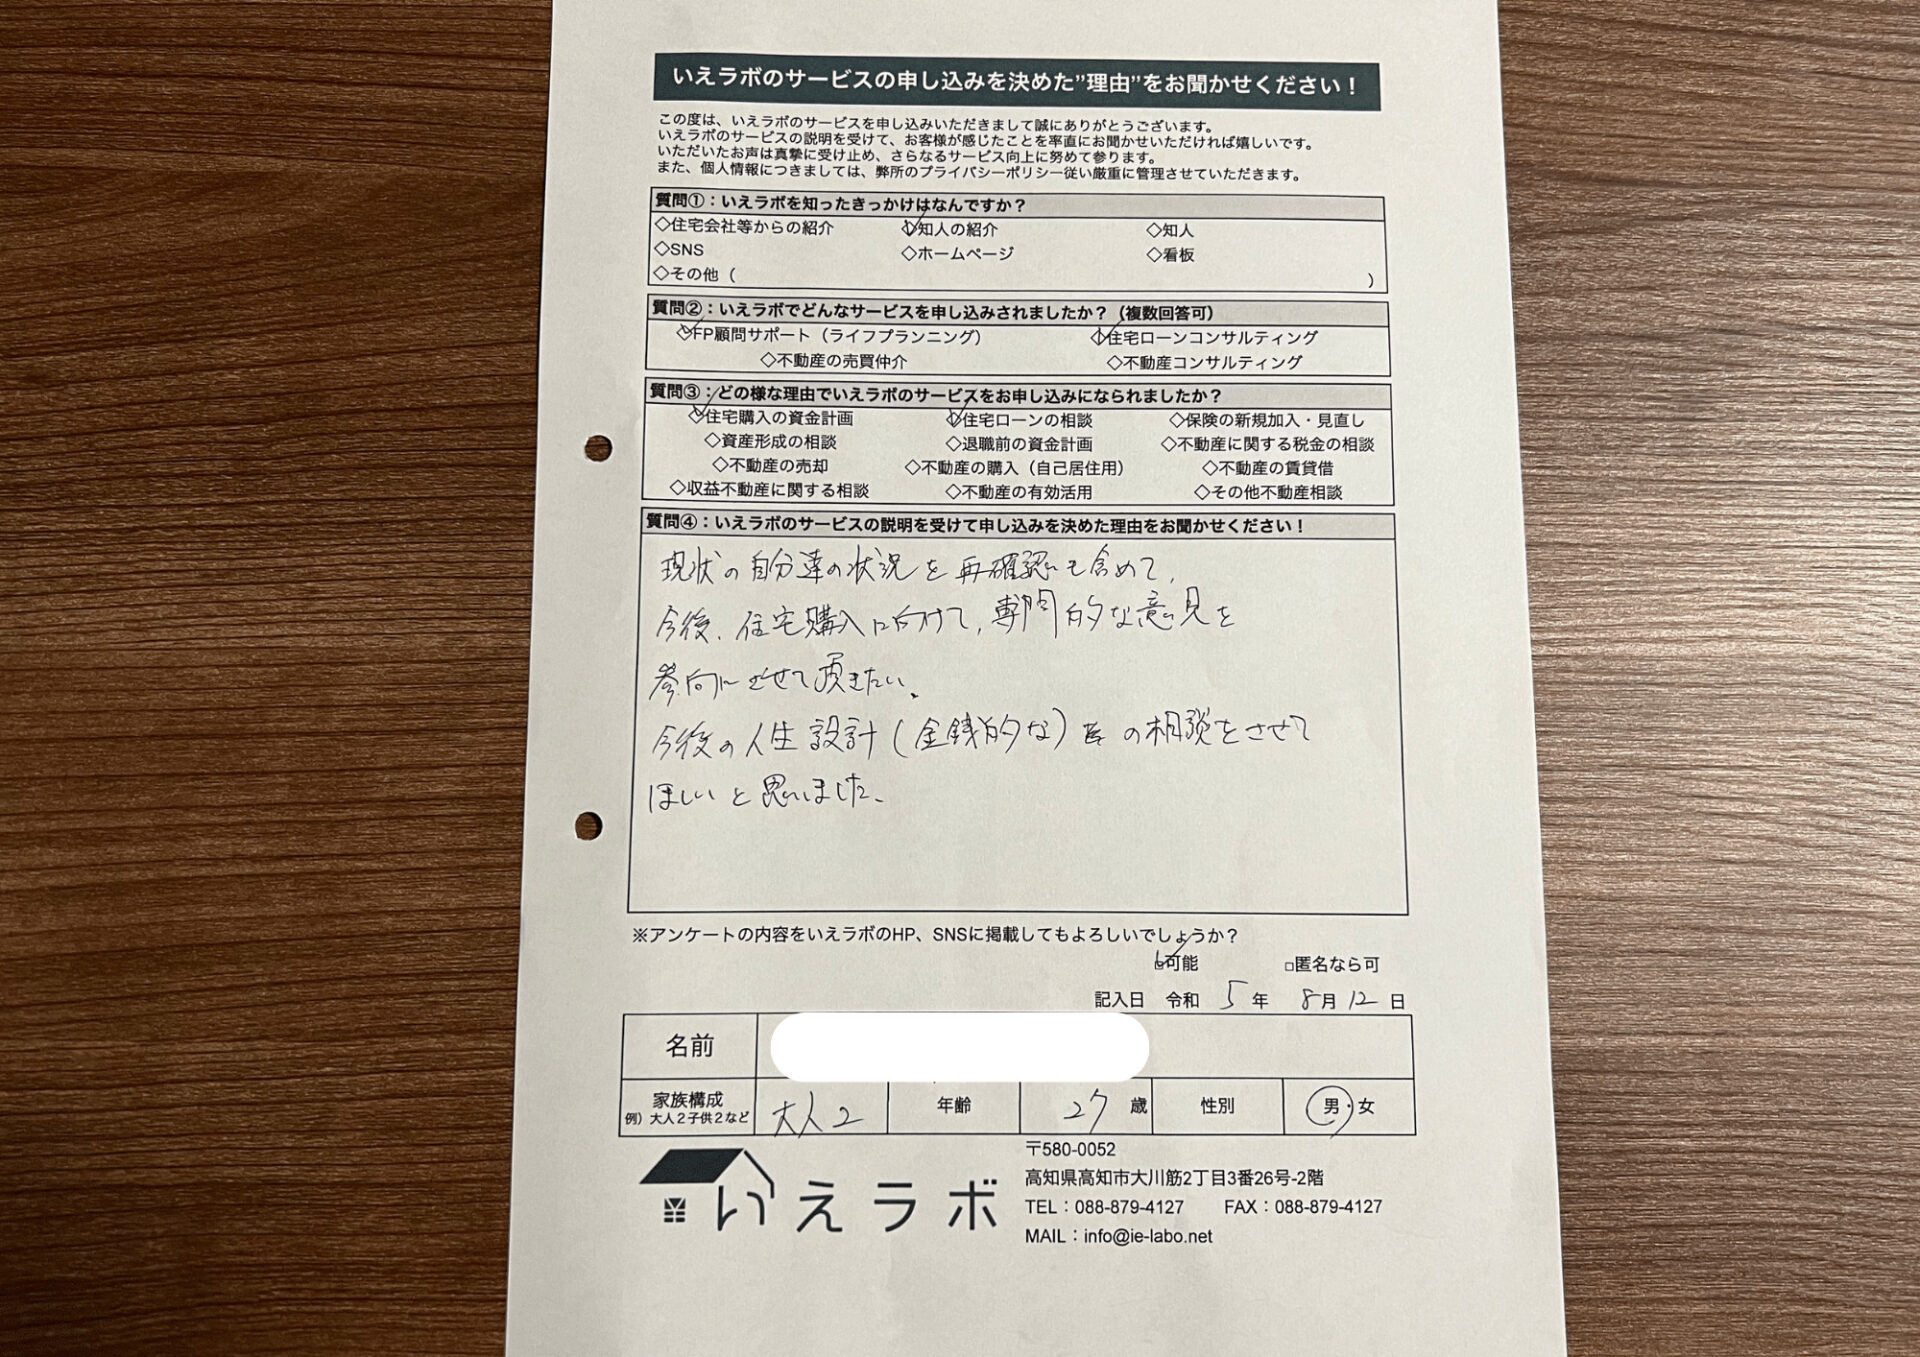 いえラボのサービスの申し込みを決めた”理由”をお聞かせください！
この度は、いえラボのサービスを申し込みいただきまして誠にありがとうございます。
いえラボのサービスの説明を受けて、お客様が感じたことを率直にお聞かせいただければ嬉しいです。
いただいたお声は真摯に受け止め、さらなるサービス向上に努めて参ります。
また、個人情報につきましては、弊所のプライバシーポリシー従い厳重に管理させていただきます。
質問①：いえラボを知ったきっかけはなんですか？
◇住宅会社等からの紹介 ◇知人の紹介 ◇知人
◇SNS ◇ホームページ ◇看板
◇その他（ ）
質問②：いえラボでどんなサービスを申し込みされましたか？（複数回答可）
◇FP顧問サポート（ライフプランニング） ◇住宅ローンコンサルティング
◇不動産の売買仲介 ◇不動産コンサルティング
質問③：どの様な理由でいえラボのサービスをお申し込みになられましたか？
◇住宅購入の資金計画 ◇住宅ローンの相談 ◇保険の新規加入・見直し
◇資産形成の相談 ◇退職前の資金計画 ◇不動産に関する税金の相談
◇不動産の売却 ◇不動産の購入（自己居住用） ◇不動産の賃貸借
◇収益不動産に関する相談 ◇不動産の有効活用 ◇その他不動産相談
質問④：いえラボのサービスの説明を受けて申し込みを決めた理由をお聞かせください！
現状の自分達の状況を再確認も含めて、
今後、住宅購入に向けて、専門的な意見を
参向にさせて頂きたい。
今後の人生設計（金銭的な）の相談をさせて
ほしいと思いました。
※アンケートの内容をいえラボのHP、SNSに掲載してもよろしいでしょうか？
□可能 □匿名なら可
記入日 令和 5 年 8月 12 日
名前
家族構成 大人2 年齢 27 歳 性別 男・女
例）大人２子供２など
いえラボ
〒580-0052
高知県高知市大川筋2丁目3番26号-2階
TEL：088-879-4127 FAX：088-879-4127
MAIL：info@ie-labo.net